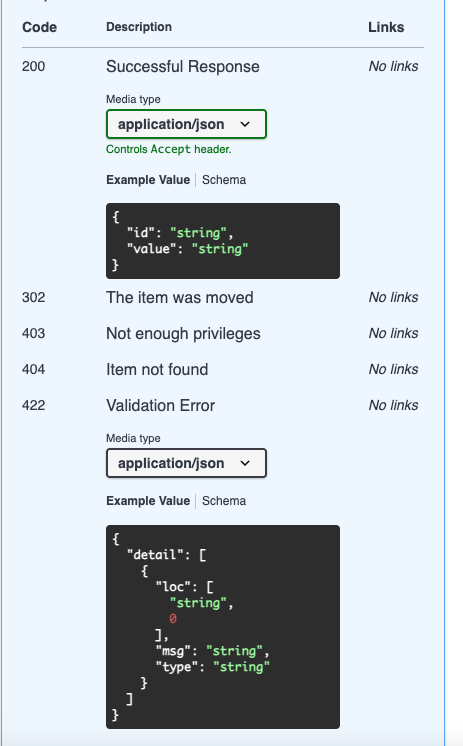 Code Description Links
200 Successful Response No links
Media type
application/json
Controls Accept header.
Example Value Schema
{
  "id": "string",
  "value": "string"
}
302 The item was moved No links
403 Not enough privileges No links
404 Item not found No links
422 Validation Error No links
Media type
application/json
Example Value Schema
{
  "detail": [
    {
      "loc": [
        "string",
        0
      ],
      "msg": "string",
      "type": "string"
    }
  ]
}